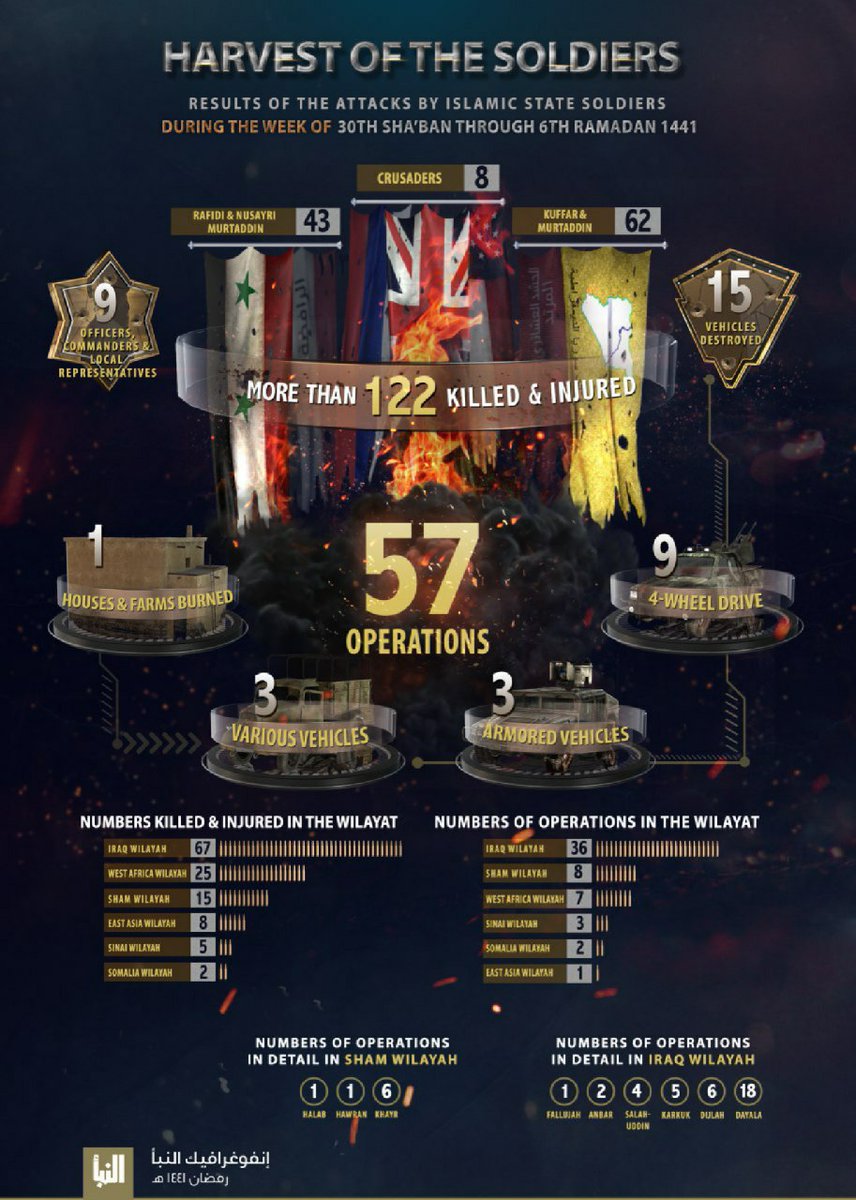 HARVEST OF THE SOLDIERS
RESULTS OF THE ATTACKS BY ISLAMIC STATE SOLDIERS
DURING THE WEEK OF 30TH SHA'BAN THROUGH 6TH RAMADAN 1441
CRUSADERS 8
RAFIDI & NUSAYRI
MURTADDIN 43
KUFFAR &
MURTADDIN 62
9
OFFICERS,
COMMANDERS &
LOCAL
REPRESENTATIVES
15
VEHICLES
DESTROYED
MORE THAN 122 KILLED & INJURED
57
OPERATIONS
1
HOUSES & FARMS BURNED
9
4-WHEEL DRIVE
3
VARIOUS VEHICLES
3
ARMORED VEHICLES
NUMBERS KILLED & INJURED IN THE WILAYAT
IRAQ WILAYAH 67
WEST AFRICA WILAYAH 25
SHAM WILAYAH 15
EAST ASIA WILAYAH 8
SINAI WILAYAH 5
SOMALIA WILAYAH 2
NUMBERS OF OPERATIONS IN THE WILAYAT
IRAQ WILAYAH 36
SHAM WILAYAH 8
WEST AFRICA WILAYAH 7
SINAI WILAYAH 3
SOMALIA WILAYAH 2
EAST ASIA WILAYAH 1
NUMBERS OF OPERATIONS
IN DETAIL IN SHAM WILAYAH
1 1 6
HALAB HAWRAN KHAYR
NUMBERS OF OPERATIONS
IN DETAIL IN IRAQ WILAYAH
1 2 4 5 6 18
FALLUJAH ANBAR SALAH-UDDIN KARKUK DIJLAH DAYALA
النبأ
إنفوغرافيك النبأ
رمضان ١٤٤١ هـ